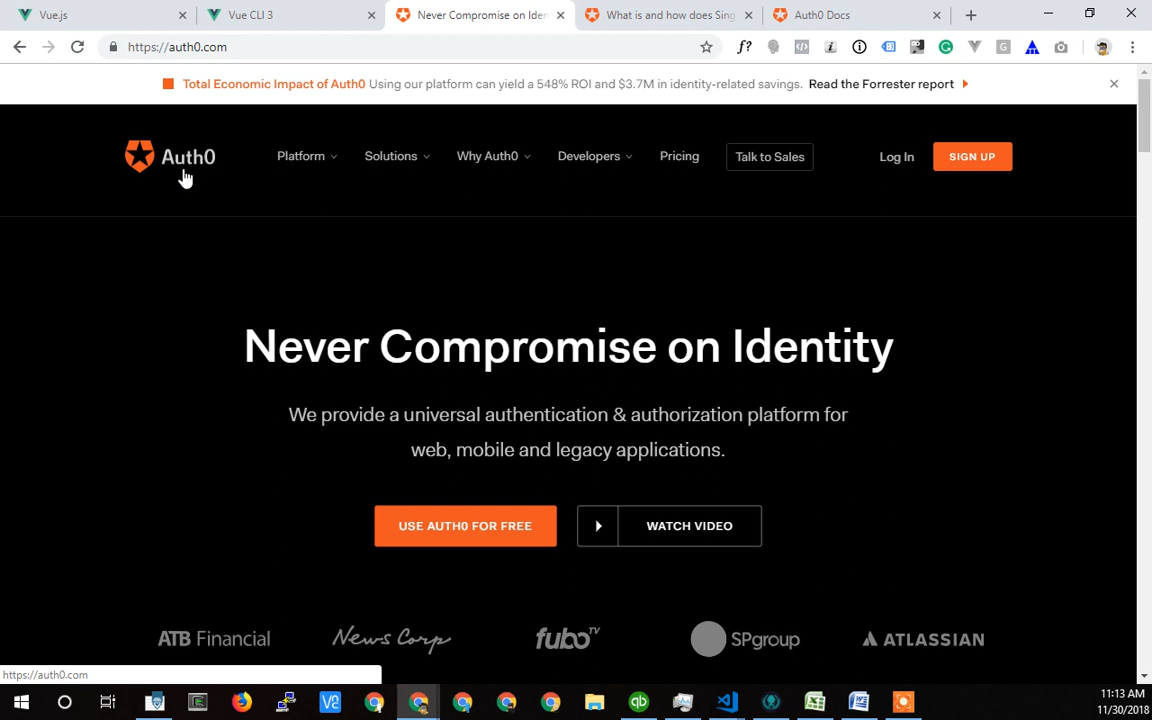 Vue.js
Vue CLI 3
Never Compromise on Iden
What is and how does Sing
Auth0 Docs
https://auth0.com
Total Economic Impact of Auth0 Using our platform can yield a 548% ROI and $3.7M in identity-related savings. Read the Forrester report
Auth0
Platform
Solutions
Why Auth0
Developers
Pricing
Talk to Sales
Log In
SIGN UP
Never Compromise on Identity
We provide a universal authentication & authorization platform for
web, mobile and legacy applications.
USE AUTH0 FOR FREE
WATCH VIDEO
ATB Financial
News Corp
fubo TV
SPgroup
ATLASSIAN
https://auth0.com
11:13 AM
11/30/2018